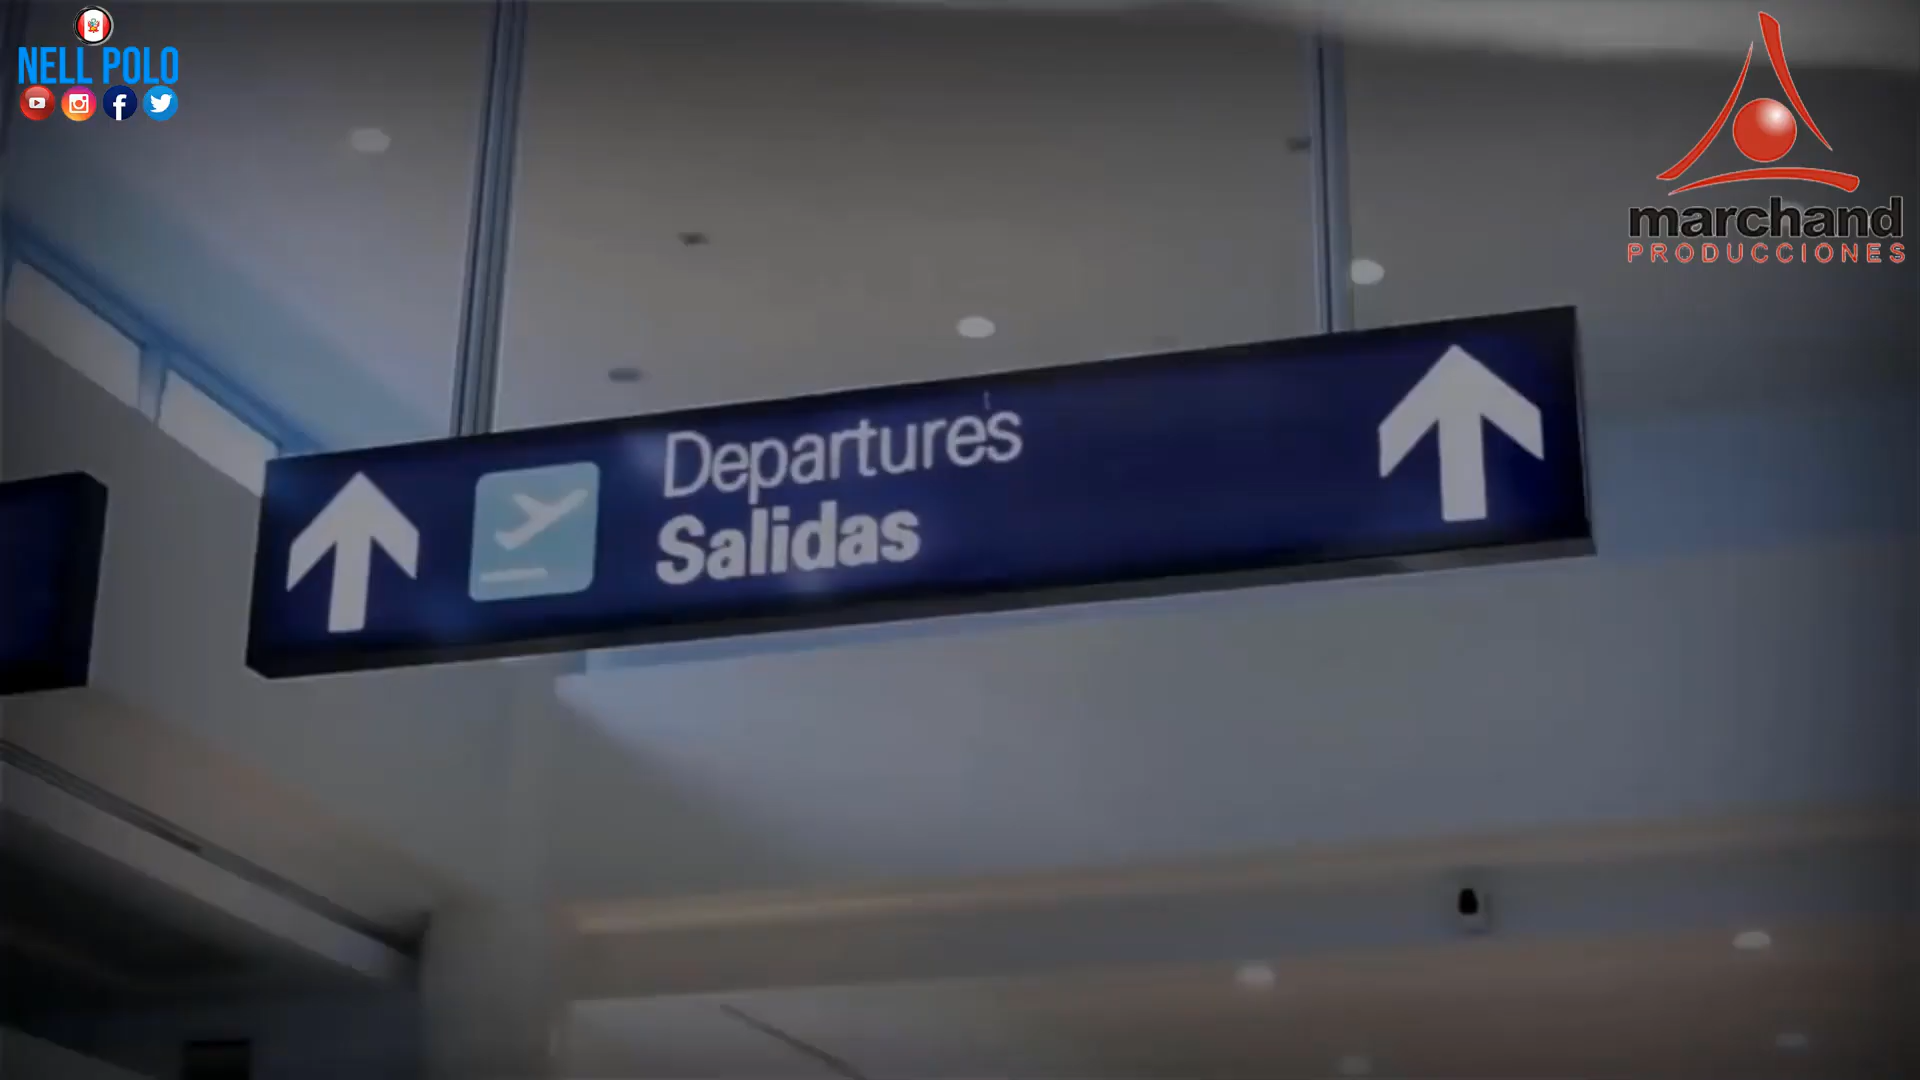 NELL POLO
marchand
PRODUCCIONES
Departures
Salidas